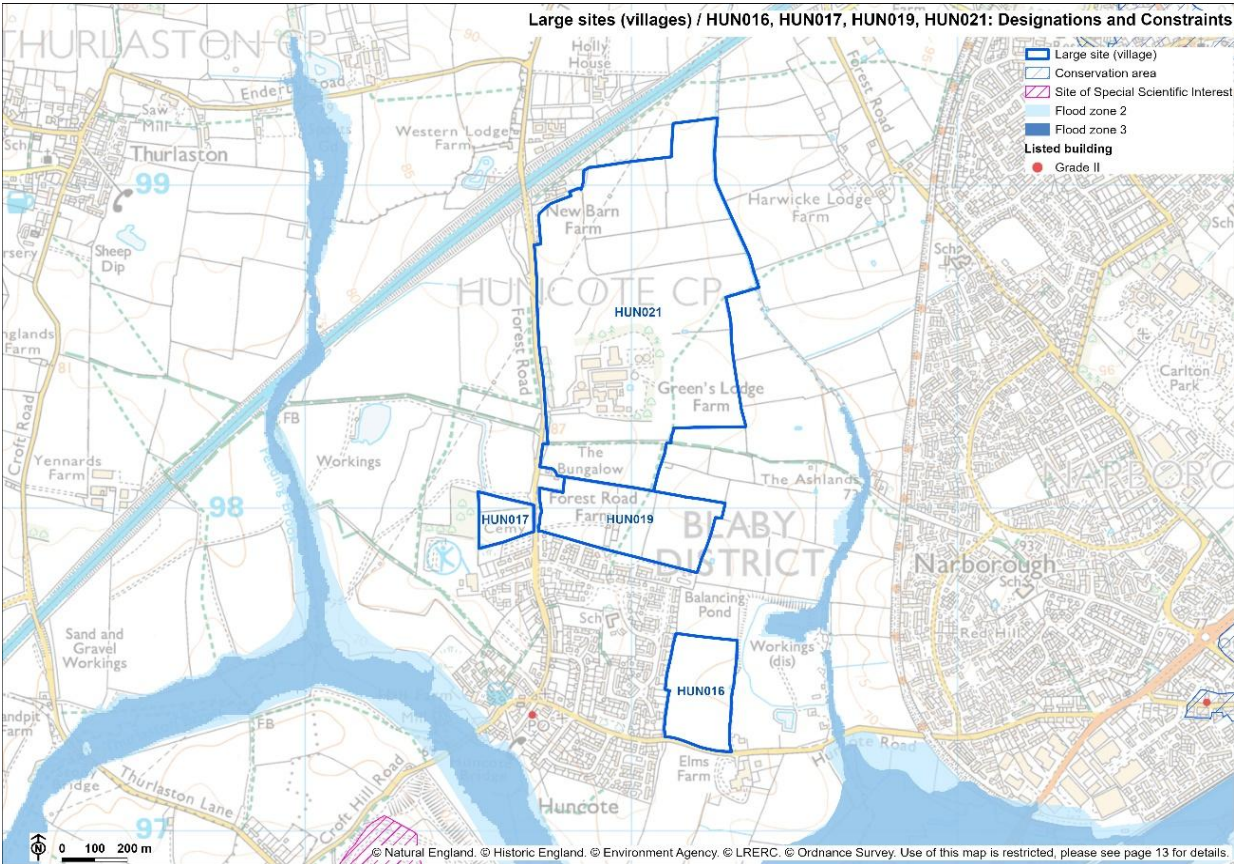 Large sites (villages) / HUN016, HUN017, HUN019, HUN021: Designations and Constraints
Large site (village)
Conservation area
Site of Special Scientific Interest
Flood zone 2
Flood zone 3
Listed building
Grade II
THURLASTON CP
Holly
House
Forest Road
Saw
Mill
Sch
Thurlaston
Western Lodge
Farm
99
Sheep
Dip
New Barn
Farm
Harwicke Lodge
Farm
Sch
HUNCOTE CP
HUN021
Forest Road
Carlton
Park
Green's Lodge
Farm
Croft Road
FB
Yennards
Farm
Workings
The
Bungalow
The Ashlands
98
HUN017
Cemy
Forest Road
Farm
HUN019
BLABY
DISTRICT
Narborough
Sch
Balancing
Pond
Red Hill
Sand and
Gravel
Workings
Sch
Workings
(dis)
HUN016
FB
PO
Elms
Farm
Thurlaston Lane
Croft Hill Road
Huncote
97
N
0 100 200 m
© Natural England. © Historic England. © Environment Agency. © LRERC. © Ordnance Survey. Use of this map is restricted, please see page 13 for details.